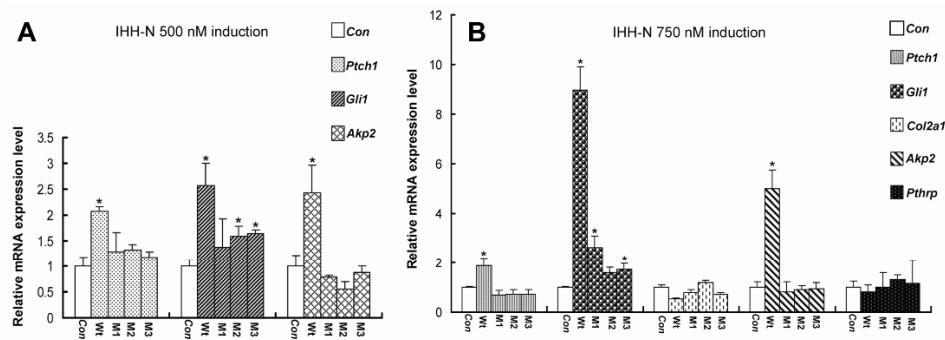 A
IHH-N 500 nM induction
Con
Ptch1
Gli1
Akp2
Relative mRNA expression level
3.5
3
2.5
2
1.5
1
0.5
0
* * * * *
Con Wt M1 M2 M3 Con Wt M1 M2 M3 Con Wt M1 M2 M3
B
IHH-N 750 nM induction
Con
Ptch1
Gli1
Col2a1
Akp2
Pthrp
Relative mRNA expression level
12
10
8
6
4
2
0
* * * * *
Con Wt M1 M2 M3 Con Wt M1 M2 M3 Con Wt M1 M2 M3 Con Wt M1 M2 M3 Con Wt M1 M2 M3